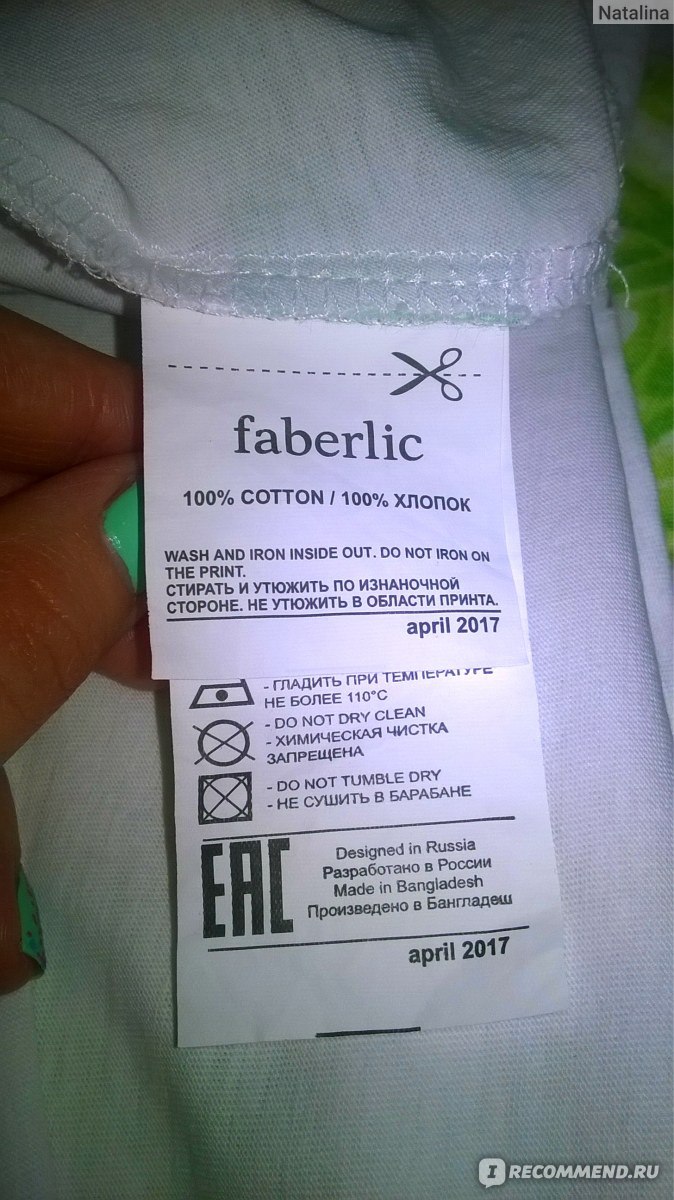 Natalina
faberlic
100% COTTON / 100% ХЛОПОК
WASH AND IRON INSIDE OUT. DO NOT IRON ON
THE PRINT.
СТИРАТЬ И УТЮЖИТЬ ПО ИЗНАНОЧНОЙ
СТОРОНЕ. НЕ УТЮЖИТЬ В ОБЛАСТИ ПРИНТА.
april 2017
- ГЛАДИТЬ ПРИ ТЕМПЕРАТУРЕ
НЕ БОЛЕЕ 110°C
- DO NOT DRY CLEAN
- ХИМИЧЕСКАЯ ЧИСТКА
ЗАПРЕЩЕНА
- DO NOT TUMBLE DRY
- НЕ СУШИТЬ В БАРАБАНЕ
EAC
Designed in Russia
Разработано в России
Made in Bangladesh
Произведено в Бангладеш
april 2017
IRECOMMEND.RU